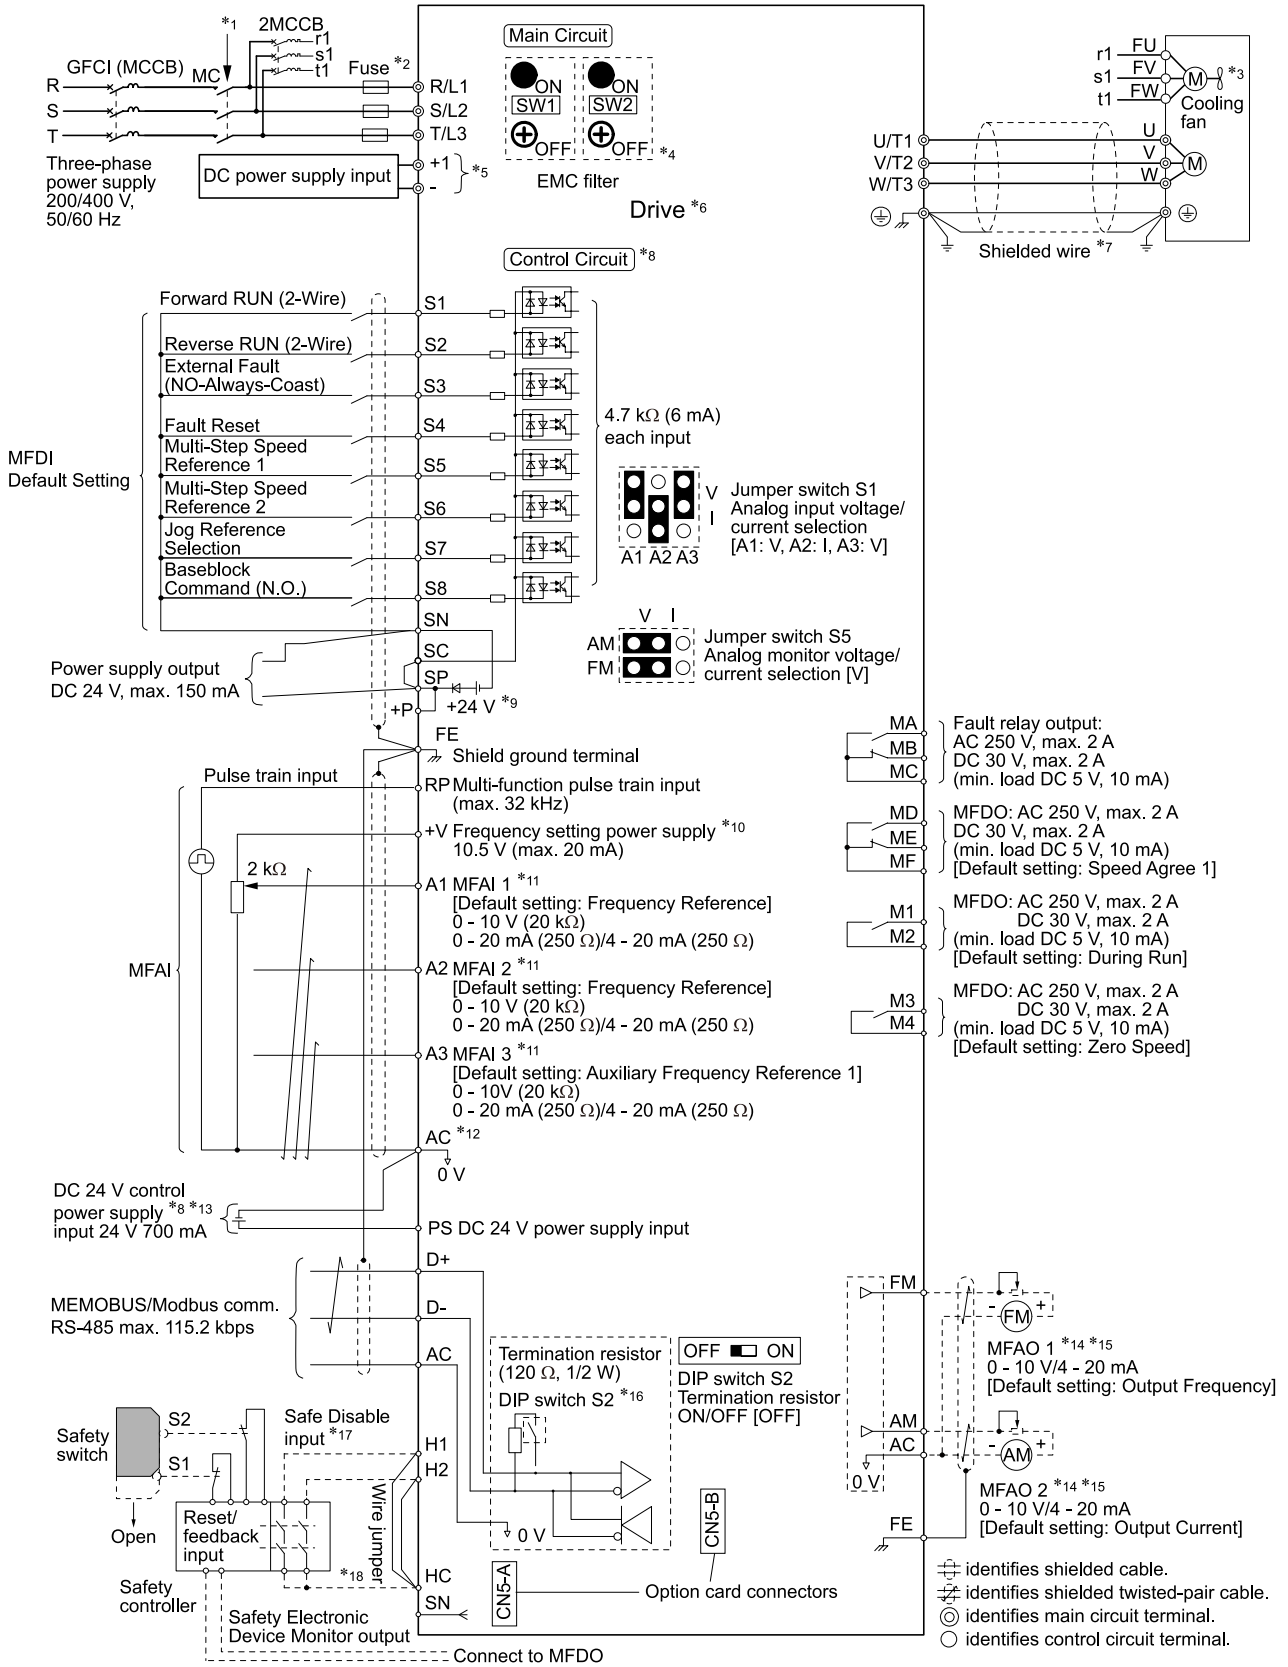 *1
2MCCB
r1
s1
t1
GFCI (MCCB)
MC
Fuse *2
R
S
T
R/L1
S/L2
T/L3
Three-phase
power supply
200/400 V,
50/60 Hz
DC power supply input
+1
-
*5
Main Circuit
ON
SW1
OFF
ON
SW2
OFF
*4
EMC filter
Drive *6
r1
s1
t1
FU
FV
FW
M
*3
Cooling
fan
U/T1
V/T2
W/T3
U
V
W
M
Shielded wire *7
Control Circuit *8
MFDI
Default Setting
Forward RUN (2-Wire)
S1
Reverse RUN (2-Wire)
S2
External Fault
(NO-Always-Coast)
S3
Fault Reset
S4
Multi-Step Speed
Reference 1
S5
Multi-Step Speed
Reference 2
S6
Jog Reference
Selection
S7
Baseblock
Command (N.O.)
S8
4.7 kΩ (6 mA)
each input
V
I
A1 A2 A3
Jumper switch S1
Analog input voltage/
current selection
[A1: V, A2: I, A3: V]
V I
AM
FM
Jumper switch S5
Analog monitor voltage/
current selection [V]
SN
SC
SP
+P
+24 V *9
Power supply output
DC 24 V, max. 150 mA
FE
Shield ground terminal
MA
MB
MC
Fault relay output:
AC 250 V, max. 2 A
DC 30 V, max. 2 A
(min. load DC 5 V, 10 mA)
MD
ME
MF
MFDO: AC 250 V, max. 2 A
DC 30 V, max. 2 A
(min. load DC 5 V, 10 mA)
[Default setting: Speed Agree 1]
M1
M2
MFDO: AC 250 V, max. 2 A
DC 30 V, max. 2 A
(min. load DC 5 V, 10 mA)
[Default setting: During Run]
M3
M4
MFDO: AC 250 V, max. 2 A
DC 30 V, max. 2 A
(min. load DC 5 V, 10 mA)
[Default setting: Zero Speed]
MFAI
Pulse train input
RP Multi-function pulse train input
(max. 32 kHz)
2 kΩ
+V Frequency setting power supply *10
10.5 V (max. 20 mA)
A1 MFAI 1 *11
[Default setting: Frequency Reference]
0 - 10 V (20 kΩ)
0 - 20 mA (250 Ω)/4 - 20 mA (250 Ω)
A2 MFAI 2 *11
[Default setting: Frequency Reference]
0 - 10 V (20 kΩ)
0 - 20 mA (250 Ω)/4 - 20 mA (250 Ω)
A3 MFAI 3 *11
[Default setting: Auxiliary Frequency Reference 1]
0 - 10V (20 kΩ)
0 - 20 mA (250 Ω)/4 - 20 mA (250 Ω)
AC *12
0 V
DC 24 V control
power supply *8 *13
input 24 V 700 mA
PS DC 24 V power supply input
MEMOBUS/Modbus comm.
RS-485 max. 115.2 kbps
D+
D-
AC
Termination resistor
(120 Ω, 1/2 W)
DIP switch S2 *16
0 V
OFF ON
DIP switch S2
Termination resistor
ON/OFF [OFF]
FM
- +
FM
MFAO 1 *14 *15
0 - 10 V/4 - 20 mA
[Default setting: Output Frequency]
AM
AC
0 V
- +
AM
MFAO 2 *14 *15
0 - 10 V/4 - 20 mA
[Default setting: Output Current]
FE
Safety
switch
S2
S1
Open
Safe Disable
input *17
H1
H2
Wire jumper
Reset/
feedback
input
*18
HC
SN
Safety
controller
Safety Electronic
Device Monitor output
Connect to MFDO
CN5-A
CN5-B
Option card connectors
identifies shielded cable.
identifies shielded twisted-pair cable.
identifies main circuit terminal.
identifies control circuit terminal.